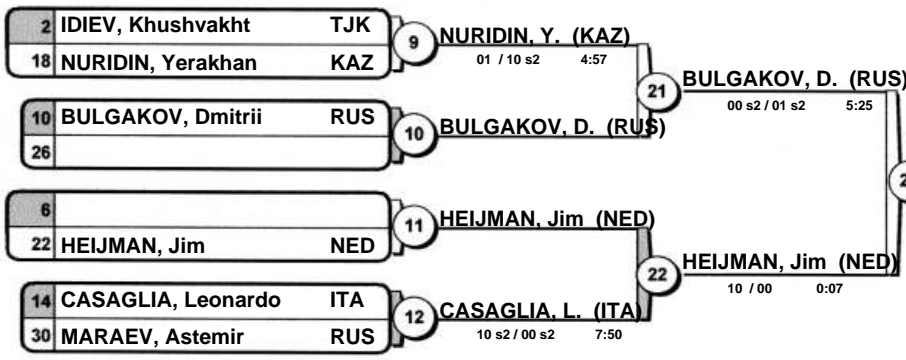 2 IDIEV, Khushvakht TJK
18 NURIDIN, Yerakhan KAZ
9
NURIDIN, Y. (KAZ)
01 / 10 s2 4:57
10 BULGAKOV, Dmitrii RUS
26
10
BULGAKOV, D. (RUS)
21
BULGAKOV, D. (RUS)
00 s2 / 01 s2 5:25
6
22 HEIJMAN, Jim NED
11
HEIJMAN, Jim (NED)
14 CASAGLIA, Leonardo ITA
30 MARAEV, Astemir RUS
12
CASAGLIA, L. (ITA)
10 s2 / 00 s2 7:50
22
HEIJMAN, Jim (NED)
10 / 00 0:07